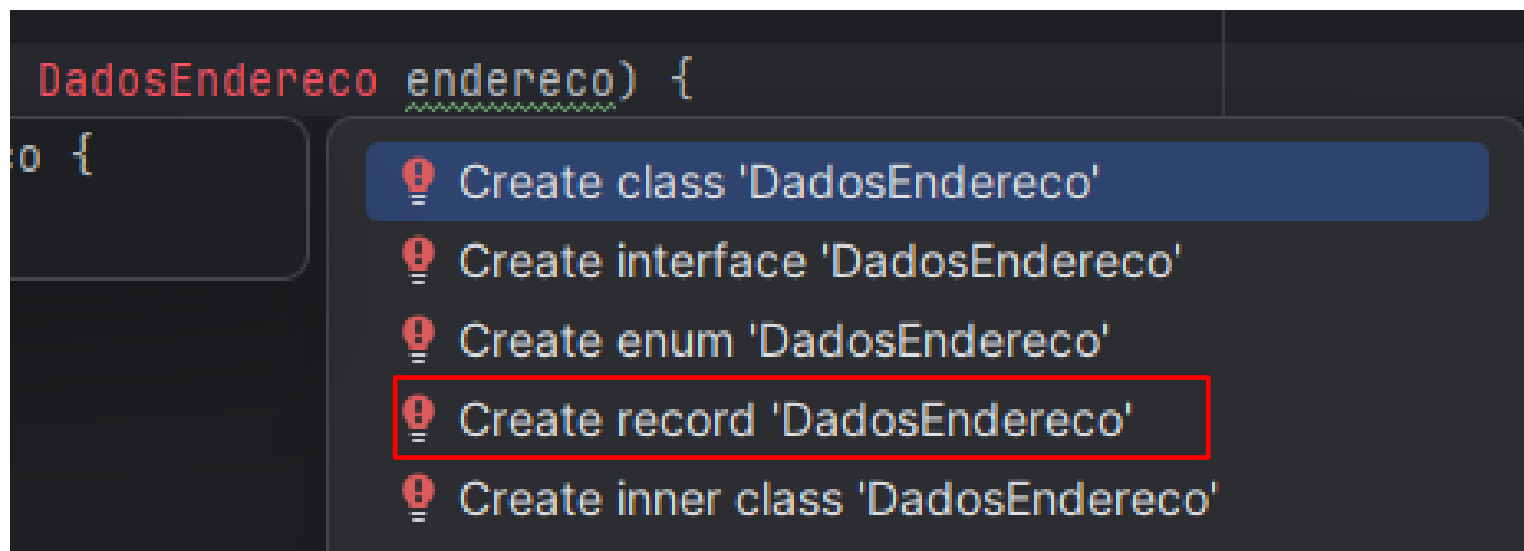 DadosEndereco endereco) {
o {
Create class 'DadosEndereco'
Create interface 'DadosEndereco'
Create enum 'DadosEndereco'
Create record 'DadosEndereco'
Create inner class 'DadosEndereco'